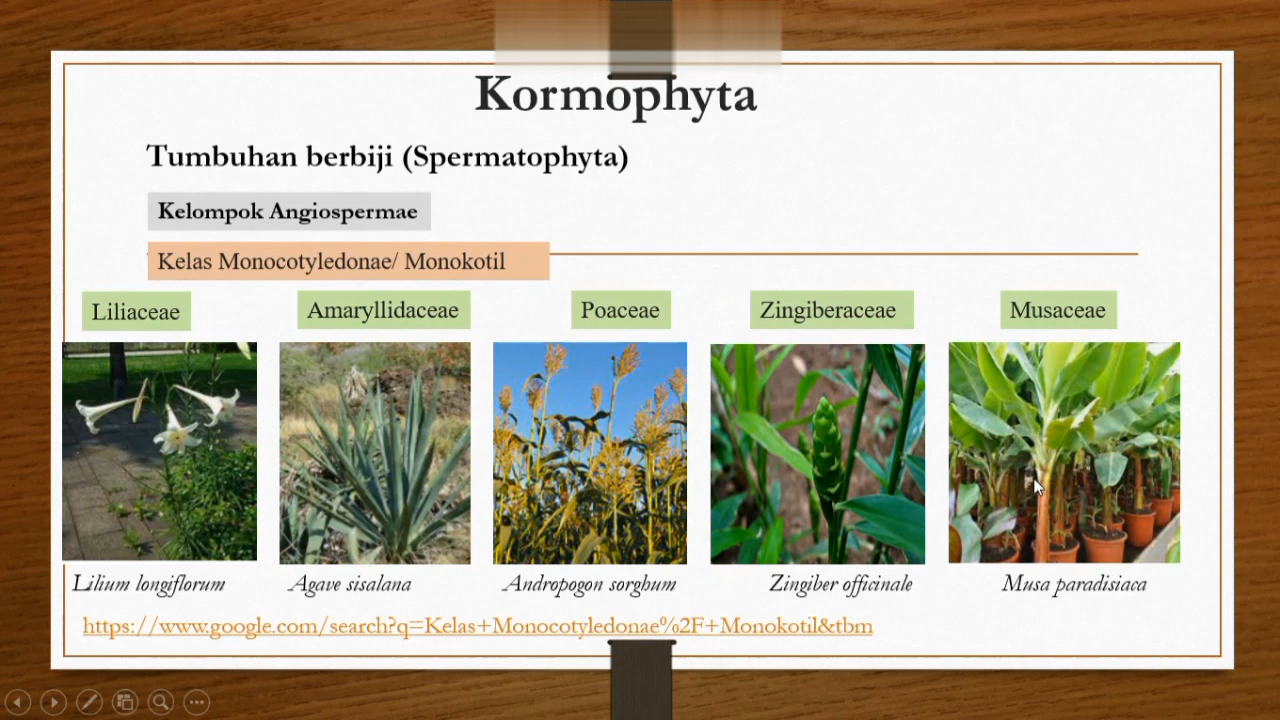 Kormophyta
Tumbuhan berbiji (Spermatophyta)
Kelompok Angiospermae
Kelas Monocotyledonae/ Monokotil
Liliaceae
Amaryllidaceae
Poaceae
Zingiberaceae
Musaceae
Lilium longiflorum
Agave sisalana
Andropogon sorghum
Zingiber officinale
Musa paradisiaca
https://www.google.com/search?q=Kelas+Monocotyledonae%2F+Monokotil&tbm